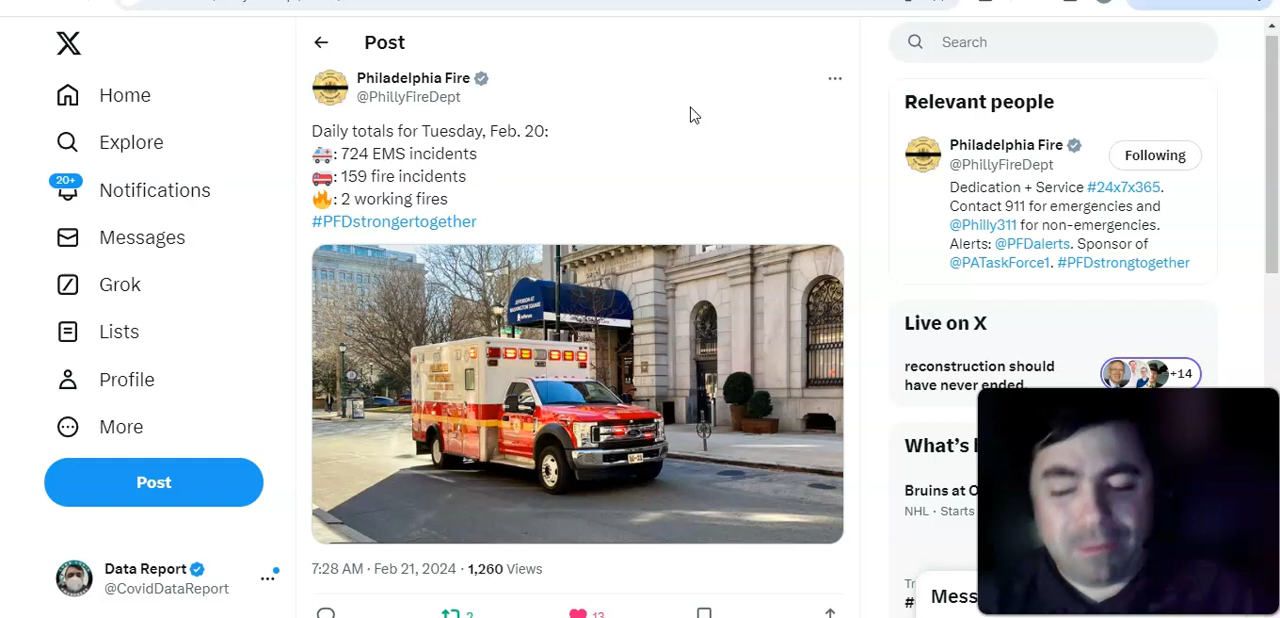 Home
Explore
20+
Notifications
Messages
Grok
Lists
Profile
More
Post
Data Report
@CovidDataReport
Post
Philadelphia Fire
@PhillyFireDept
Daily totals for Tuesday, Feb. 20:
: 724 EMS incidents
: 159 fire incidents
: 2 working fires
#PFDstrongertogether
7:28 AM · Feb 21, 2024 · 1,260 Views
2
13
Search
Relevant people
Philadelphia Fire
@PhillyFireDept
Following
Dedication + Service #24x7x365.
Contact 911 for emergencies and
@Philly311 for non-emergencies.
Alerts: @PFDalerts. Sponsor of
@PATaskForce1. #PFDstrongtogether
Live on X
reconstruction should
have never ended.
+14
What's
Bruins at
NHL · Starts